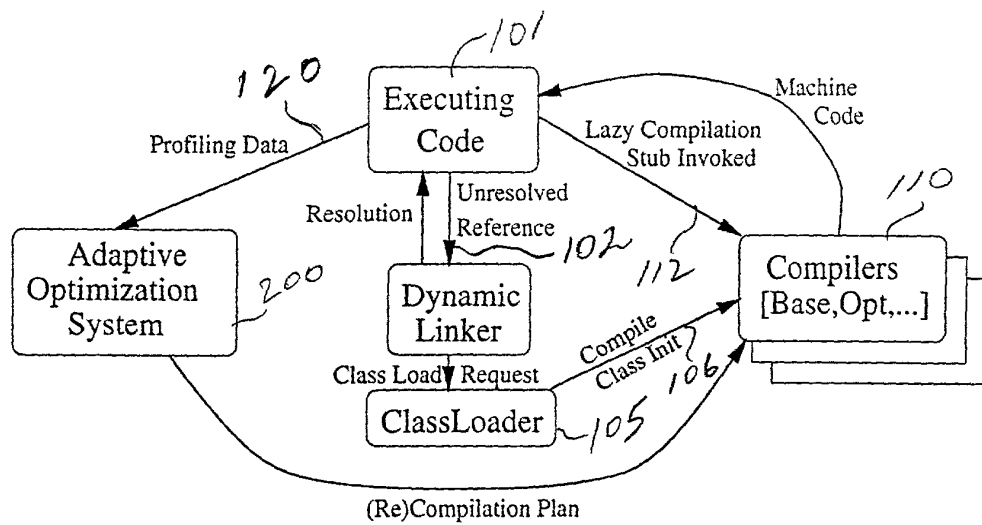 101
120
Executing
Code
Machine
Code
Profiling Data
Lazy Compilation
Stub Invoked
110
Resolution
Unresolved
Reference
102
112
Adaptive
Optimization
System
200
Dynamic
Linker
Compilers
[Base,Opt,...]
Compile
Class Init
106
Class Load
Request
ClassLoader
105
(Re)Compilation Plan